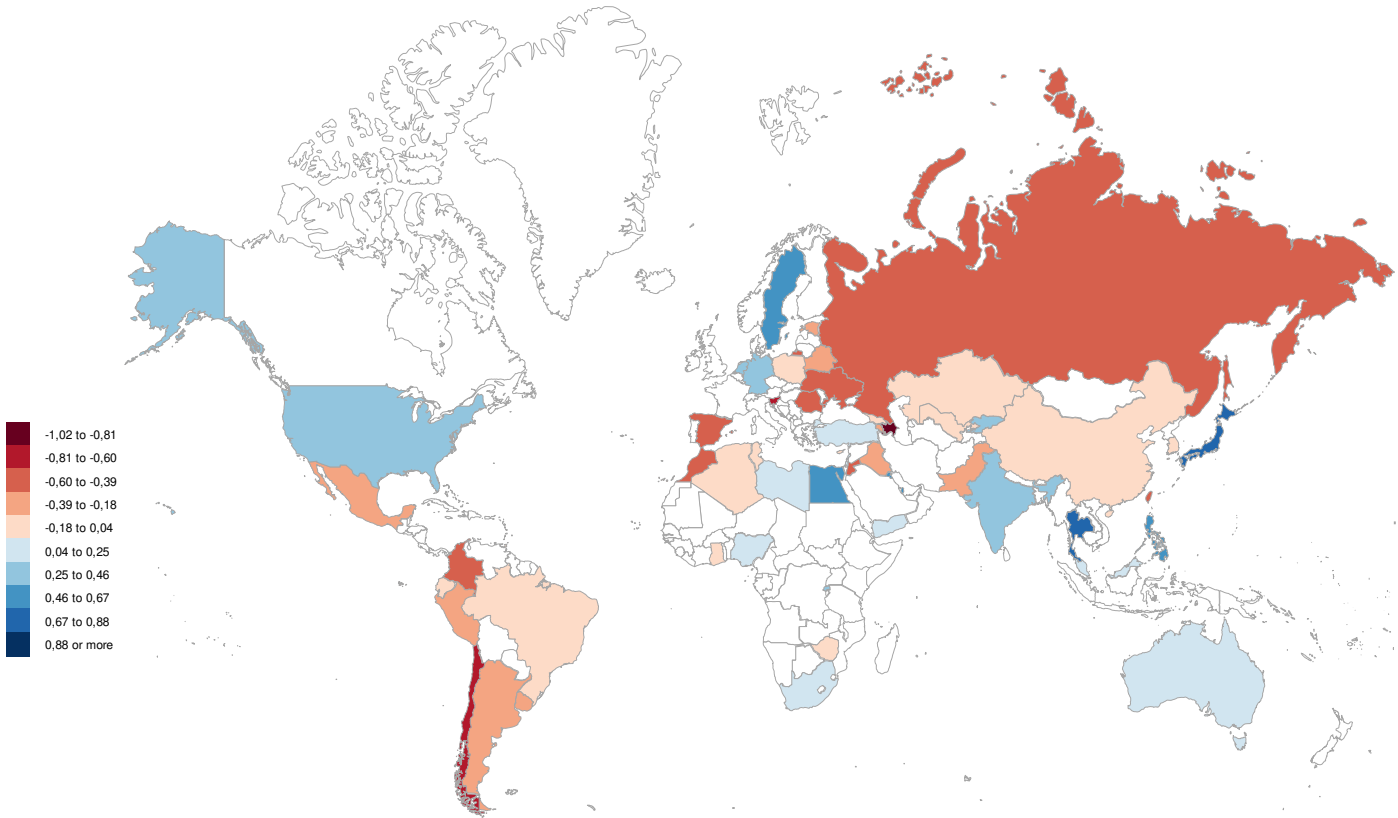 -1,02 to -0,81
-0,81 to -0,60
-0,60 to -0,39
-0,39 to -0,18
-0,18 to 0,04
0,04 to 0,25
0,25 to 0,46
0,46 to 0,67
0,67 to 0,88
0,88 or more